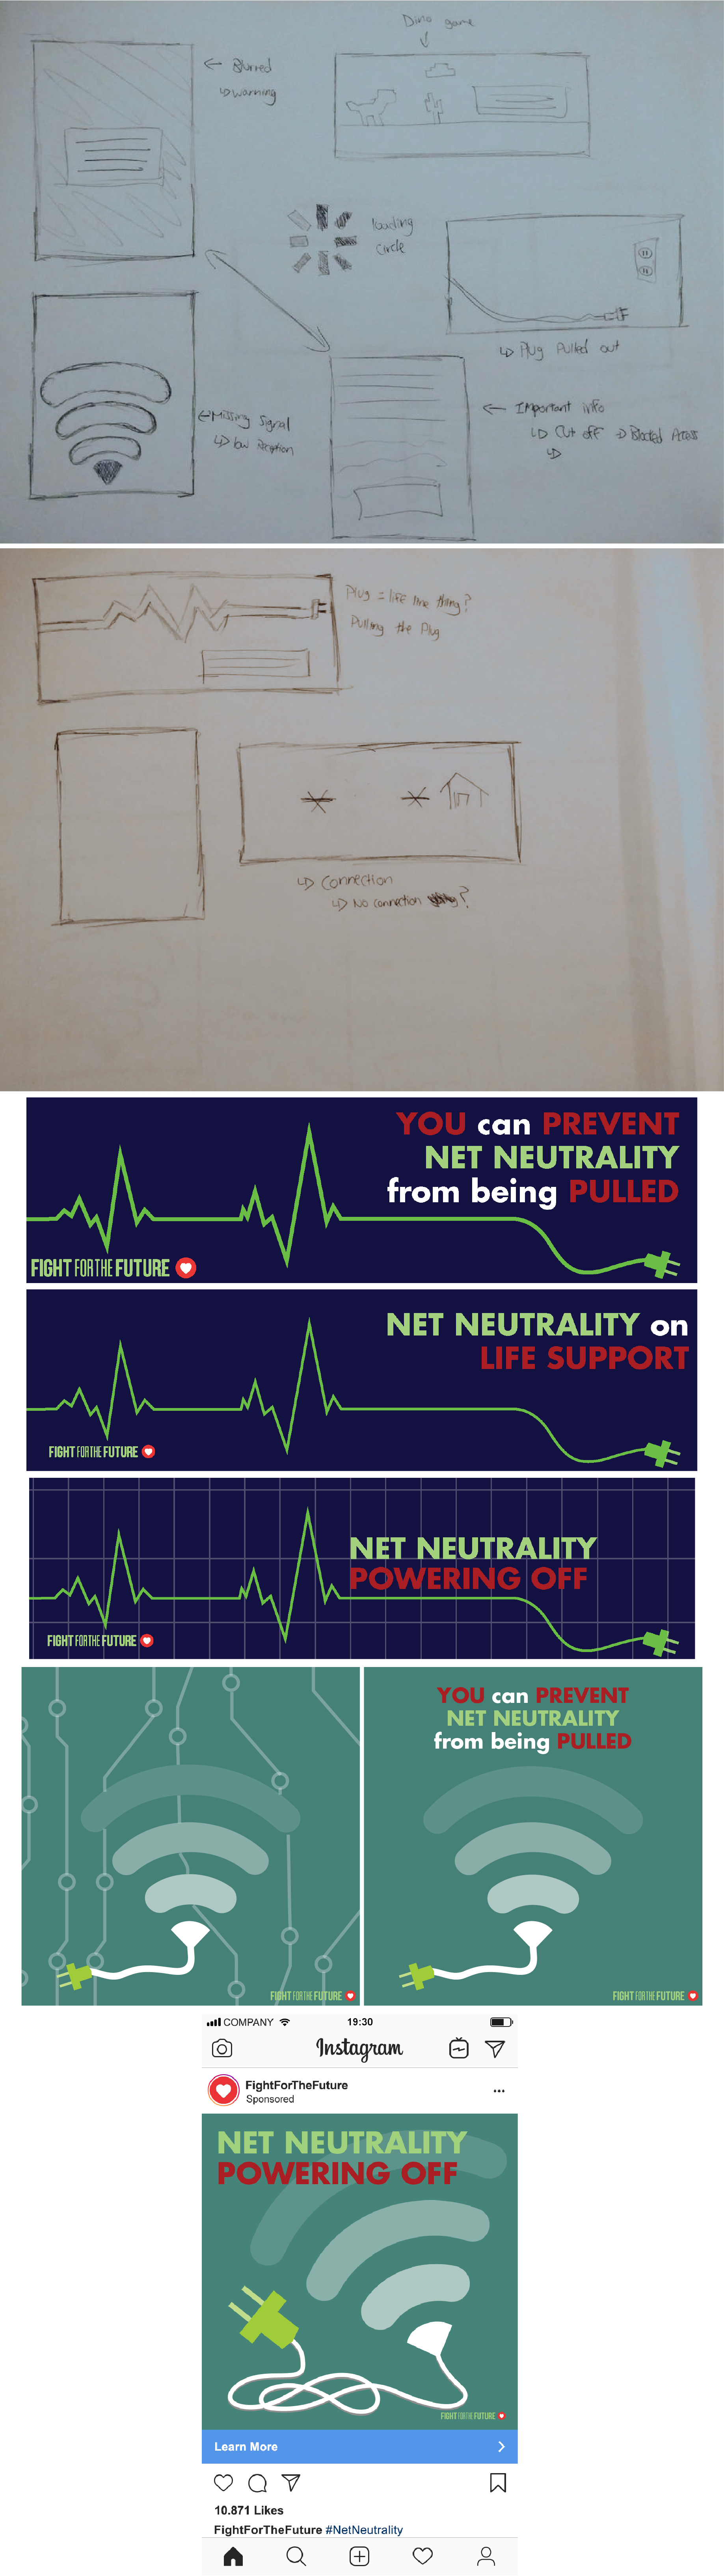 Dino game
Blurred
warning
loading
circle
Plug Pulled out
Missing Signal
low reception
Important info
Cut off Blocked Access
Plug = life line thing?
Pulling the Plug
Connection
No connection ?
YOU can PREVENT
NET NEUTRALITY
from being PULLED
FIGHT FOR THE FUTURE
NET NEUTRALITY on
LIFE SUPPORT
FIGHT FOR THE FUTURE
NET NEUTRALITY
POWERING OFF
FIGHT FOR THE FUTURE
FIGHT FOR THE FUTURE
YOU can PREVENT
NET NEUTRALITY
from being PULLED
FIGHT FOR THE FUTURE
COMPANY 19:30
Instagram
FightForTheFuture
Sponsored
NET NEUTRALITY
POWERING OFF
FIGHT FOR THE FUTURE
Learn More
10.871 Likes
FightForTheFuture #NetNeutrality